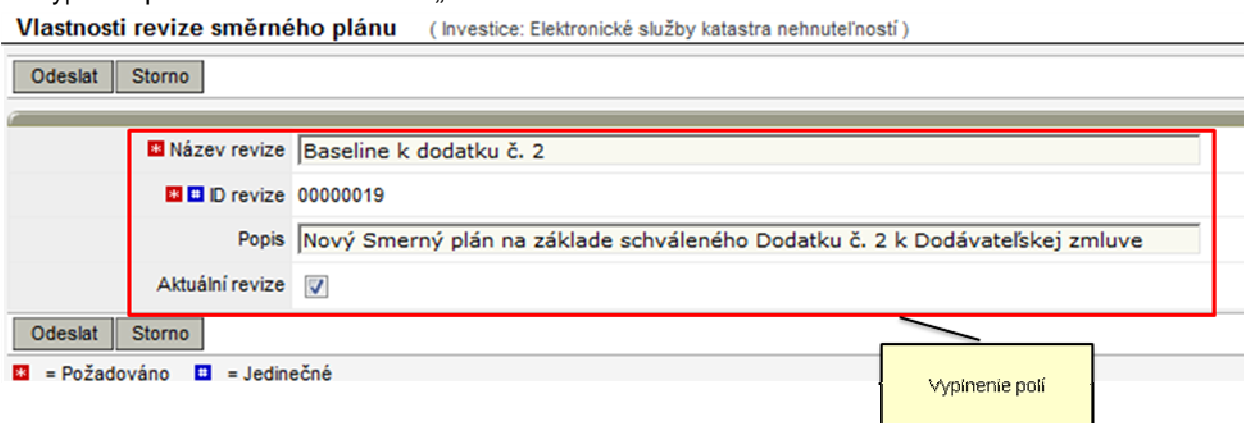 Vlastnosti revize směrného plánu ( Investice: Elektronické služby katastra nehnuteľností )
Odeslat Storno
Název revize Baseline k dodatku č. 2
ID revize 00000019
Popis Nový Smerný plán na základe schváleného Dodatku č. 2 k Dodávateľskej zmluve
Aktuální revize
Odeslat Storno
= Požadováno = Jedinečné
Vyplnenie polí